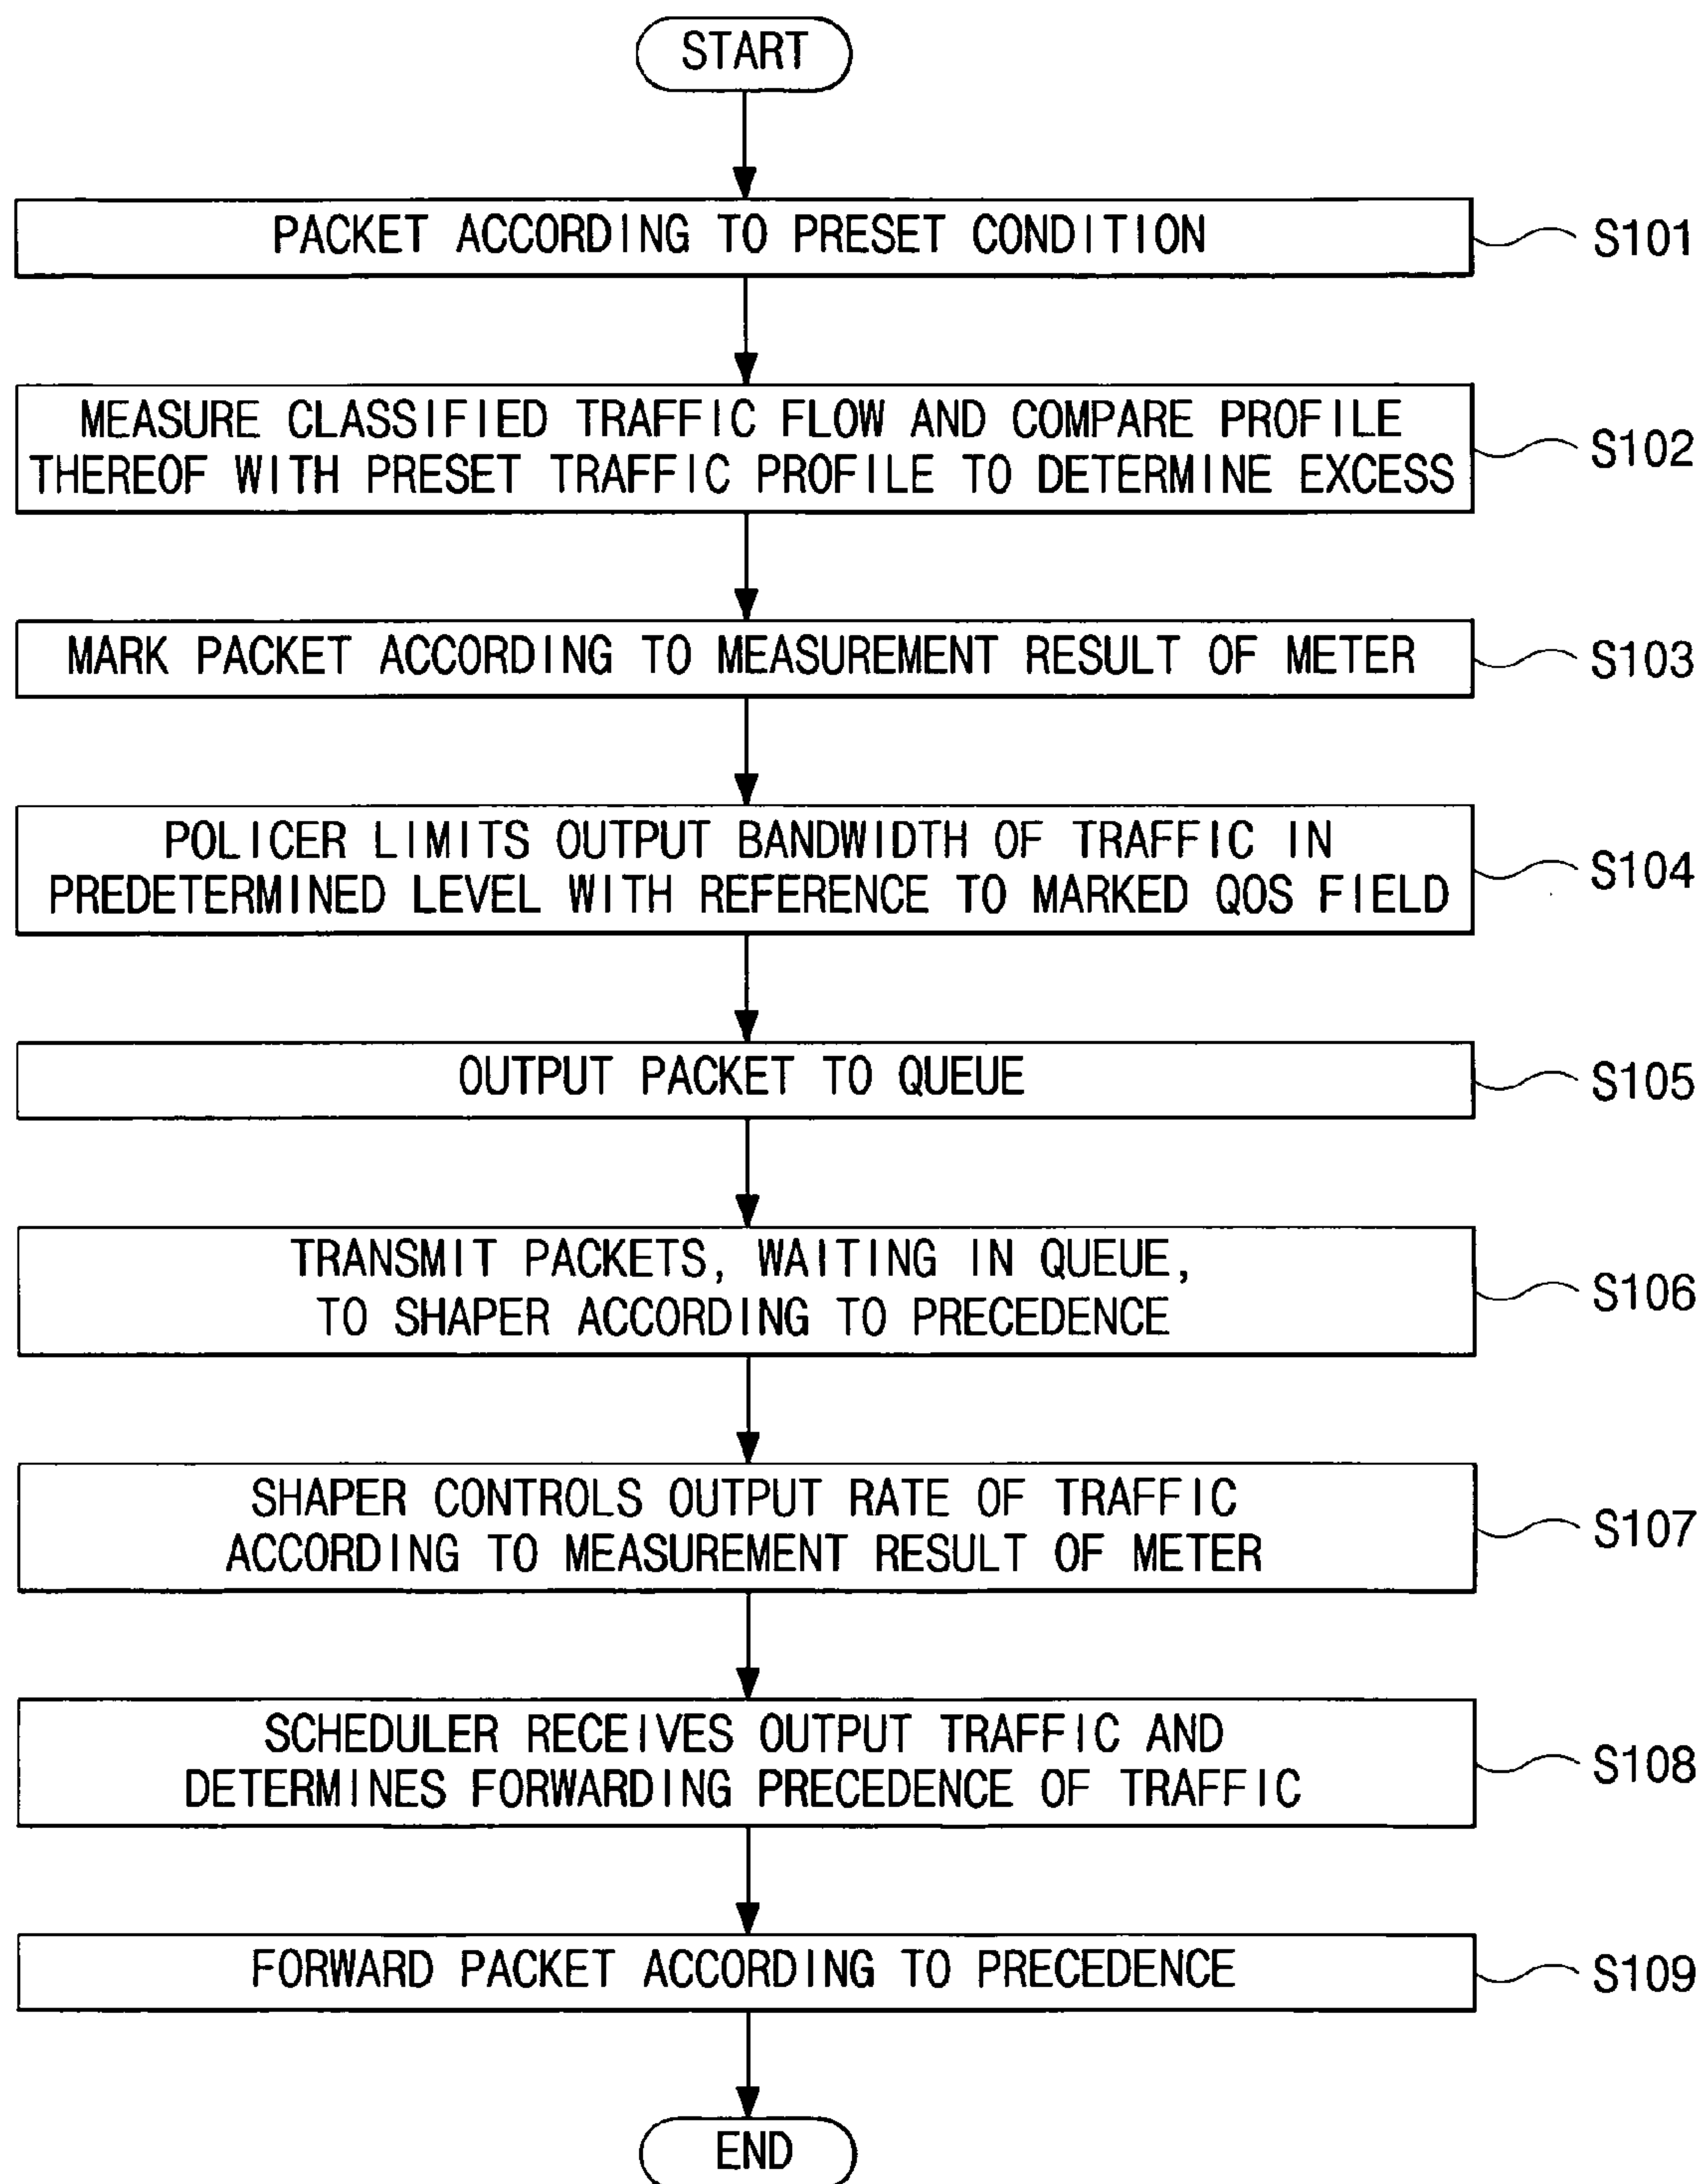 START
PACKET ACCORDING TO PRESET CONDITION
S101
MEASURE CLASSIFIED TRAFFIC FLOW AND COMPARE PROFILE
THEREOF WITH PRESET TRAFFIC PROFILE TO DETERMINE EXCESS
S102
MARK PACKET ACCORDING TO MEASUREMENT RESULT OF METER
S103
POLICER LIMITS OUTPUT BANDWIDTH OF TRAFFIC IN
PREDETERMINED LEVEL WITH REFERENCE TO MARKED QOS FIELD
S104
OUTPUT PACKET TO QUEUE
S105
TRANSMIT PACKETS, WAITING IN QUEUE,
TO SHAPER ACCORDING TO PRECEDENCE
S106
SHAPER CONTROLS OUTPUT RATE OF TRAFFIC
ACCORDING TO MEASUREMENT RESULT OF METER
S107
SCHEDULER RECEIVES OUTPUT TRAFFIC AND
DETERMINES FORWARDING PRECEDENCE OF TRAFFIC
S108
FORWARD PACKET ACCORDING TO PRECEDENCE
S109
END